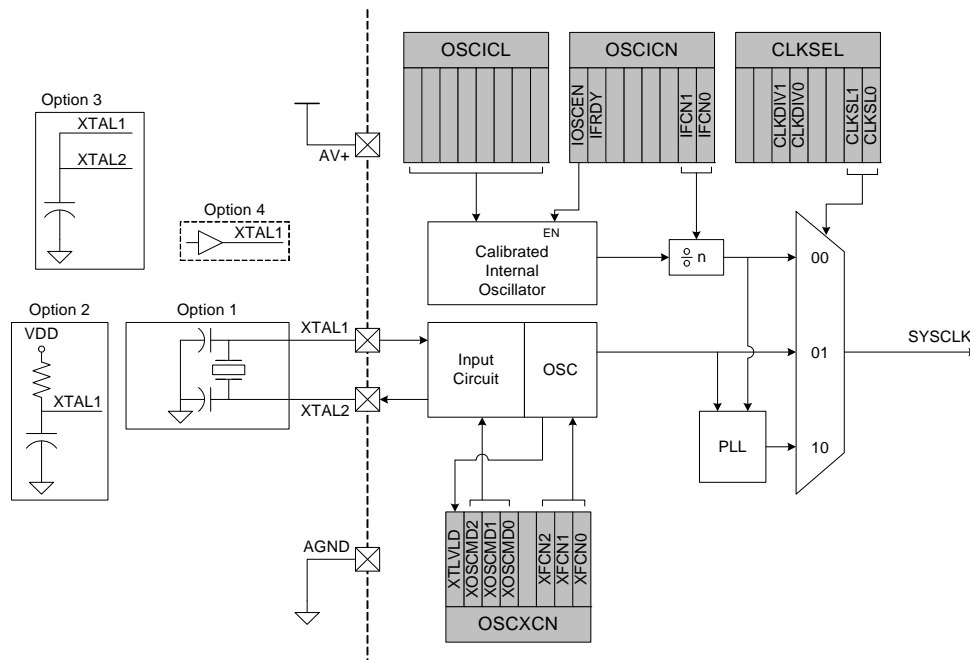 OSCICL
OSCICN
CLKSEL
IOSCEN
IFRDY
IFCN1
IFCN0
CLKDIV1
CLKDIV0
CLKSL1
CLKSL0
Option 3
XTAL1
XTAL2
AV+
Option 4
XTAL1
EN
Calibrated
Internal
Oscillator
n
00
Option 2
VDD
XTAL1
Option 1
XTAL1
XTAL2
Input
Circuit
OSC
01
SYSCLK
PLL
10
AGND
XTLVLD
XOSCMD2
XOSCMD1
XOSCMD0
XFCN2
XFCN1
XFCN0
OSCXCN